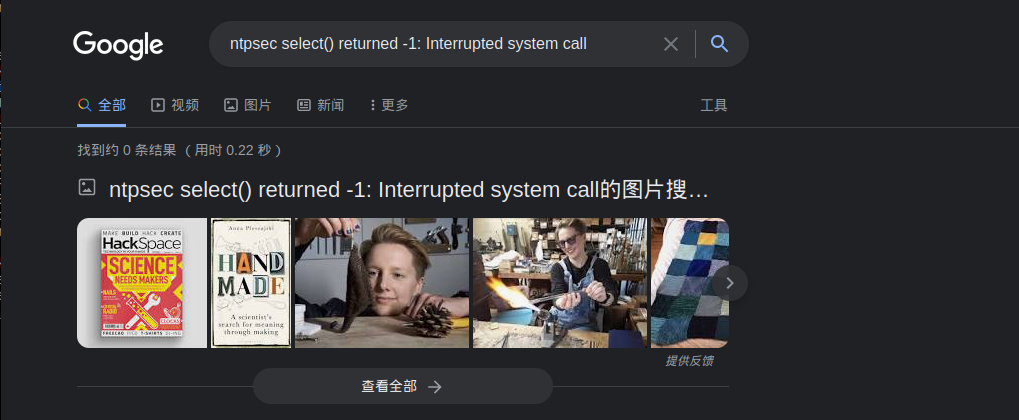 Google
ntpsec select() returned -1: Interrupted system call
全部 视频 图片 新闻 更多 工具
找到约 0 条结果 （用时 0.22 秒）
ntpsec select() returned -1: Interrupted system call的图片搜…
MAKE BUILD HACK CREATE
HackSpace
SCIENCE
NEEDS MAKERS
Anna Ploszajski
HAND
MADE
A scientist's
search for meaning
through making
提供反馈
查看全部